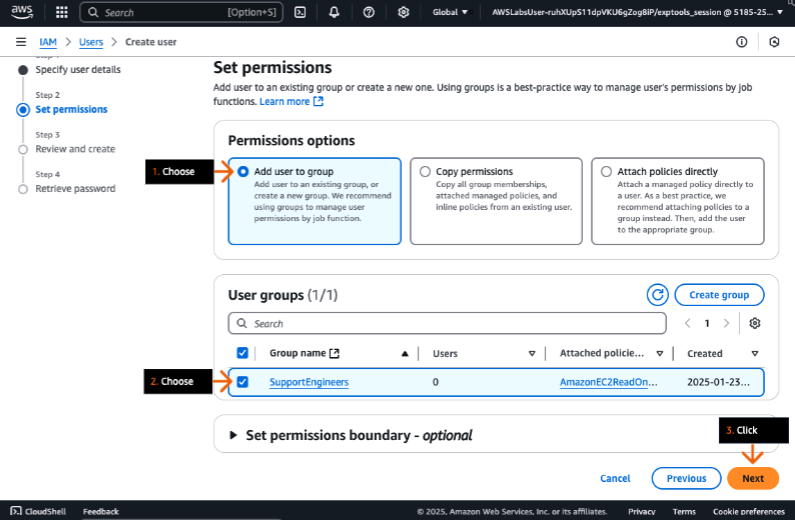 aws
Search [Option+S]
Global ▼
AWSLabsUser-ruhXUpS11dpVKU6gZog8iP/exptools_session @ 5185-25... ▼
IAM > Users > Create user
Specify user details
Step 2
Set permissions
Step 3
Review and create
Step 4
Retrieve password
Set permissions
Add user to an existing group or create a new one. Using groups is a best-practice way to manage user's permissions by job
functions. Learn more
Permissions options
1. Choose
Add user to group
Add user to an existing group, or
create a new group. We recommend
using groups to manage user
permissions by job function.
Copy permissions
Copy all group memberships,
attached managed policies, and
inline policies from an existing user.
Attach policies directly
Attach a managed policy directly to
a user. As a best practice, we
recommend attaching policies to a
group instead. Then, add the user
to the appropriate group.
User groups (1/1)
Create group
Search
< 1 >
Group name Users Attached policie... Created
2. Choose
SupportEngineers 0 AmazonEC2ReadOn... 2025-01-23...
Set permissions boundary - optional
3. Click
Cancel Previous Next
CloudShell Feedback © 2025, Amazon Web Services, Inc. or its affiliates. Privacy Terms Cookie preferences